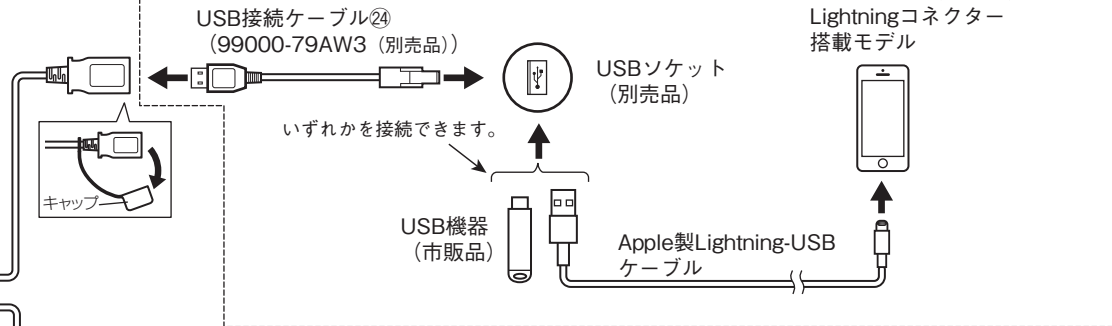 USB接続ケーブル㉔
（99000-79AW3（別売品））
Lightningコネクター
搭載モデル
USBソケット
（別売品）
いずれかを接続できます。
キャップ
USB機器
（市販品）
Apple製Lightning-USB
ケーブル